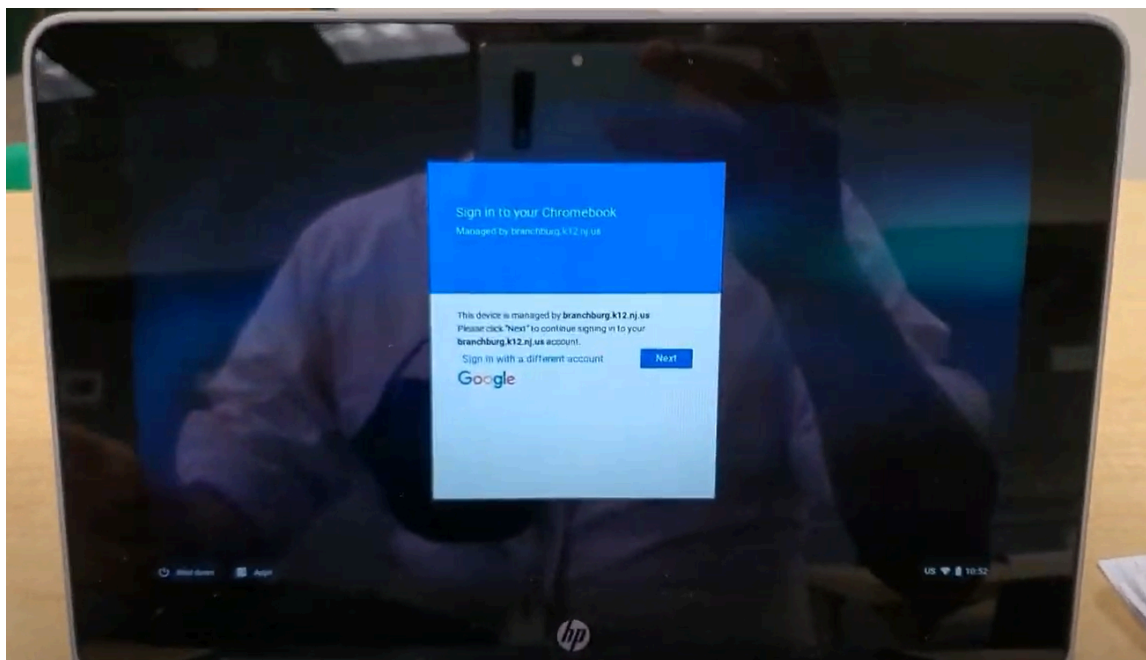 Sign in to your Chromebook
Managed by branchburg.k12.nj.us
This device is managed by branchburg.k12.nj.us
Please click "Next" to continue signing in to your
branchburg.k12.nj.us account.
Sign in with a different account Next
Google
Shut down Apps US 10:52
hp